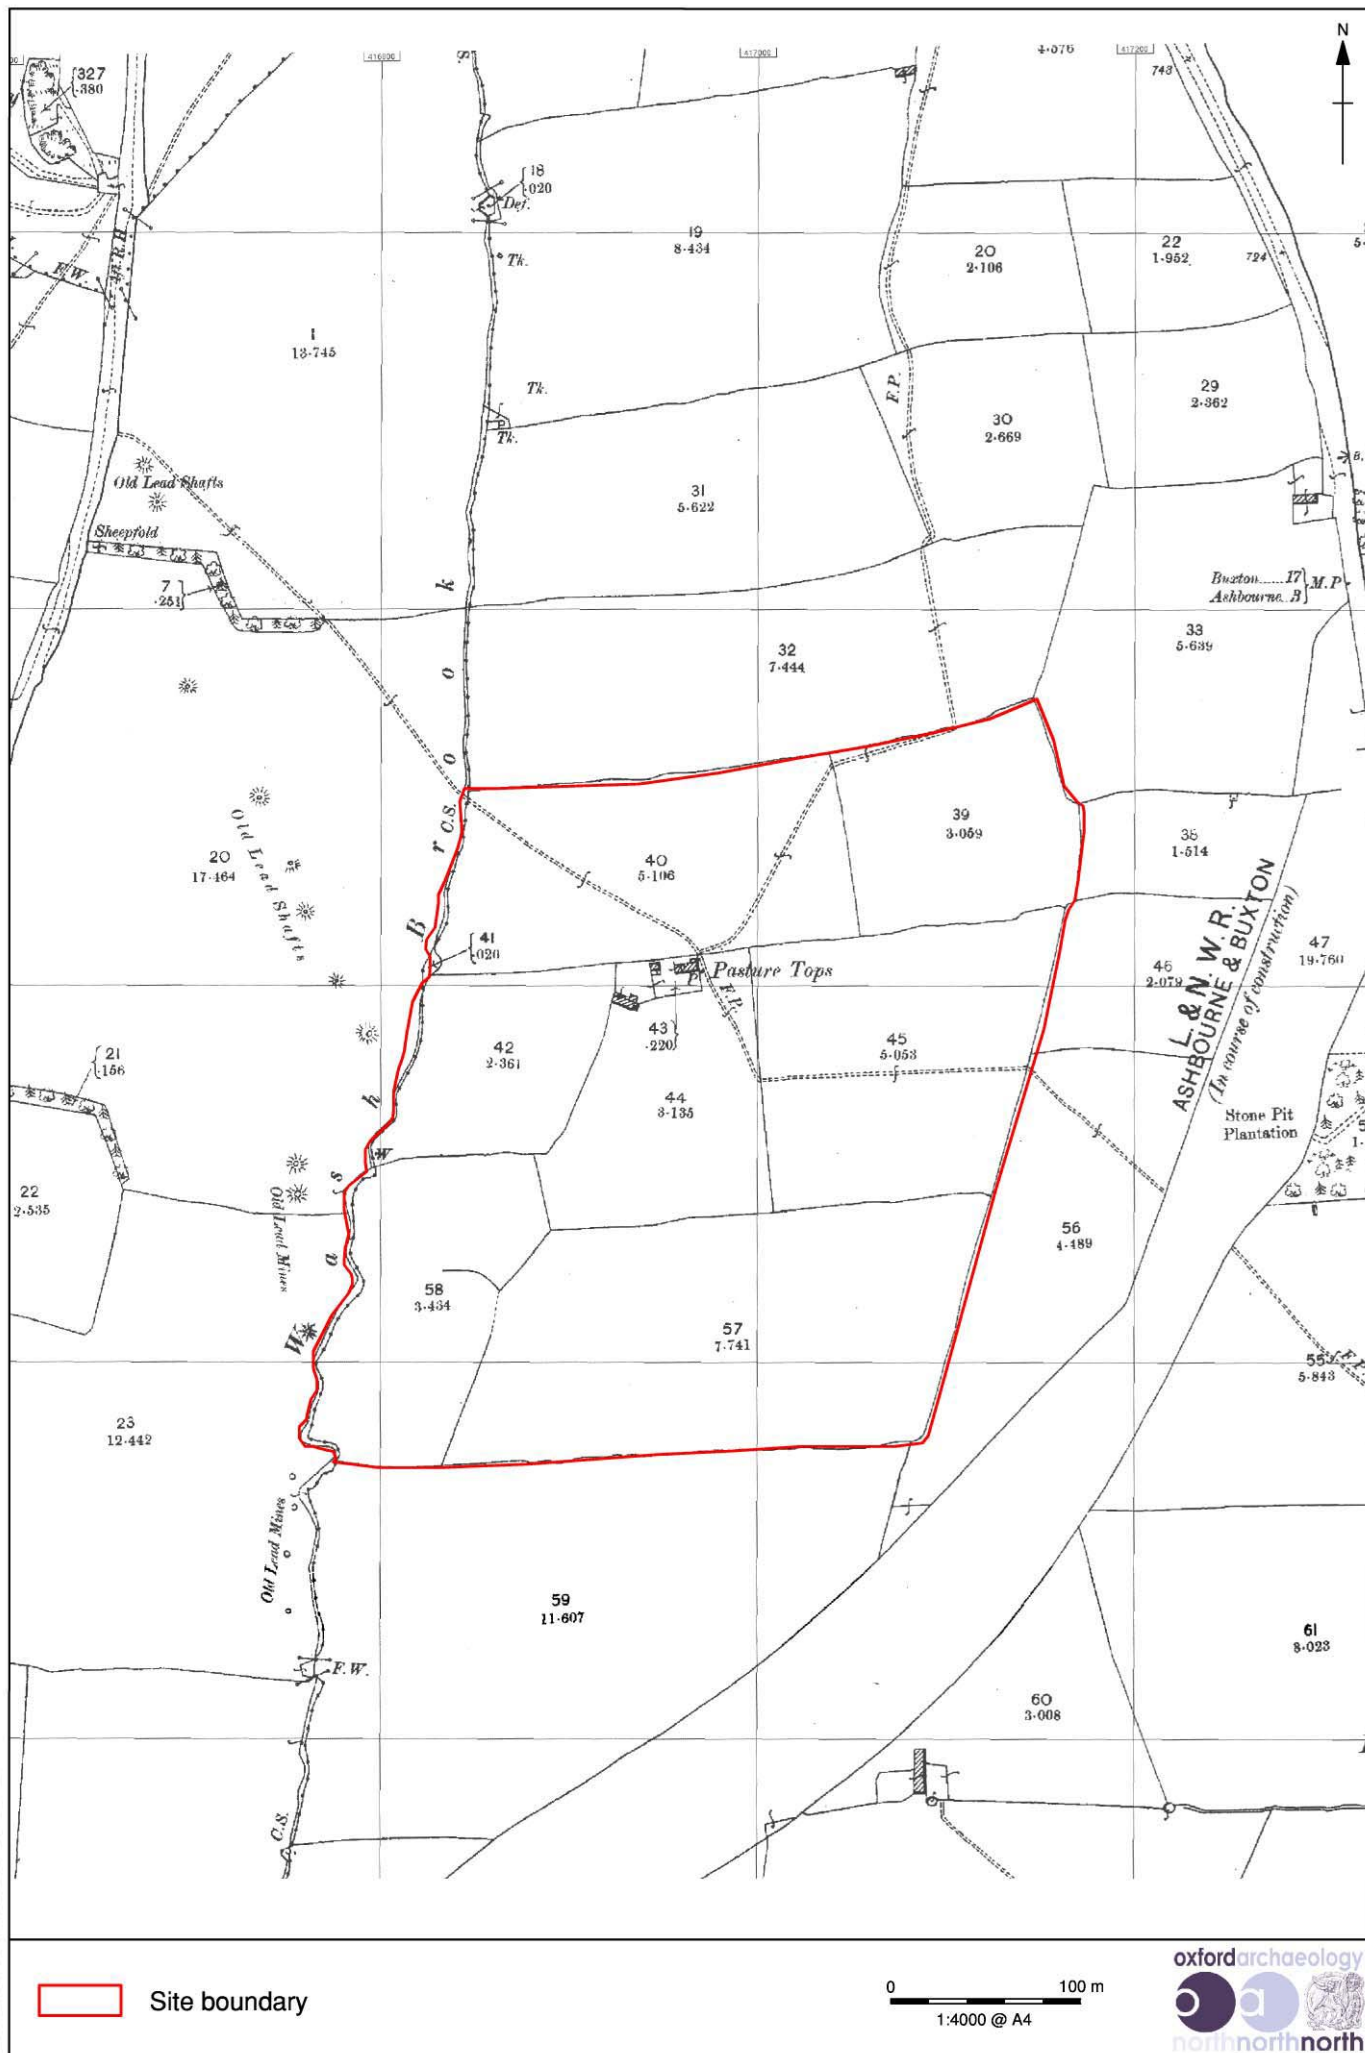 N
416800
417000
417200
4·576
743
327
·380
18
·020
Def.
19
8·434
20
2·106
22
1·952
724
Tk.
F.W.
4ft. R.H.
1
13·745
Tk.
Tk.
F.P.
29
2·362
30
2·669
B.
Old Lead Shafts
31
5·622
Sheepfold
7
·251
Buxton......17
Ashbourne..3
M.P
33
5·639
32
7·444
Wash Brook
C.S.
Old Lead Shafts
20
17·464
39
3·059
38
1·514
40
5·106
41
·020
L. & N. W. R.
ASHBOURNE & BUXTON
(In course of construction)
47
19·760
46
2·079
Pasture Tops
P
F.P.
43
·220
42
2·361
45
5·053
21
·156
44
3·135
Stone Pit
Plantation
W
22
2·535
Old Lead Mines
56
4·489
58
3·434
57
7·741
55
5·843
F.P.
23
12·442
Old Lead Mines
59
11·607
61
8·023
F.W.
60
3·008
C.S.
Site boundary
0 100 m
1:4000 @ A4
oxfordarchaeology
o a
northnorthnorth